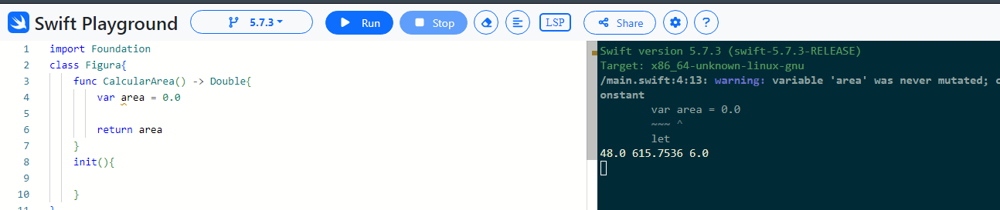 Swift Playground 5.7.3 Run Stop LSP Share ?
1 import Foundation
2 class Figura{
3 func CalcularArea() -> Double{
4 var area = 0.0
5
6 return area
7 }
8 init(){
9
10 }
11 }
Swift version 5.7.3 (swift-5.7.3-RELEASE)
Target: x86_64-unknown-linux-gnu
/main.swift:4:13: warning: variable 'area' was never mutated; c
onstant
var area = 0.0
~~~ ^
let
48.0 615.7536 6.0